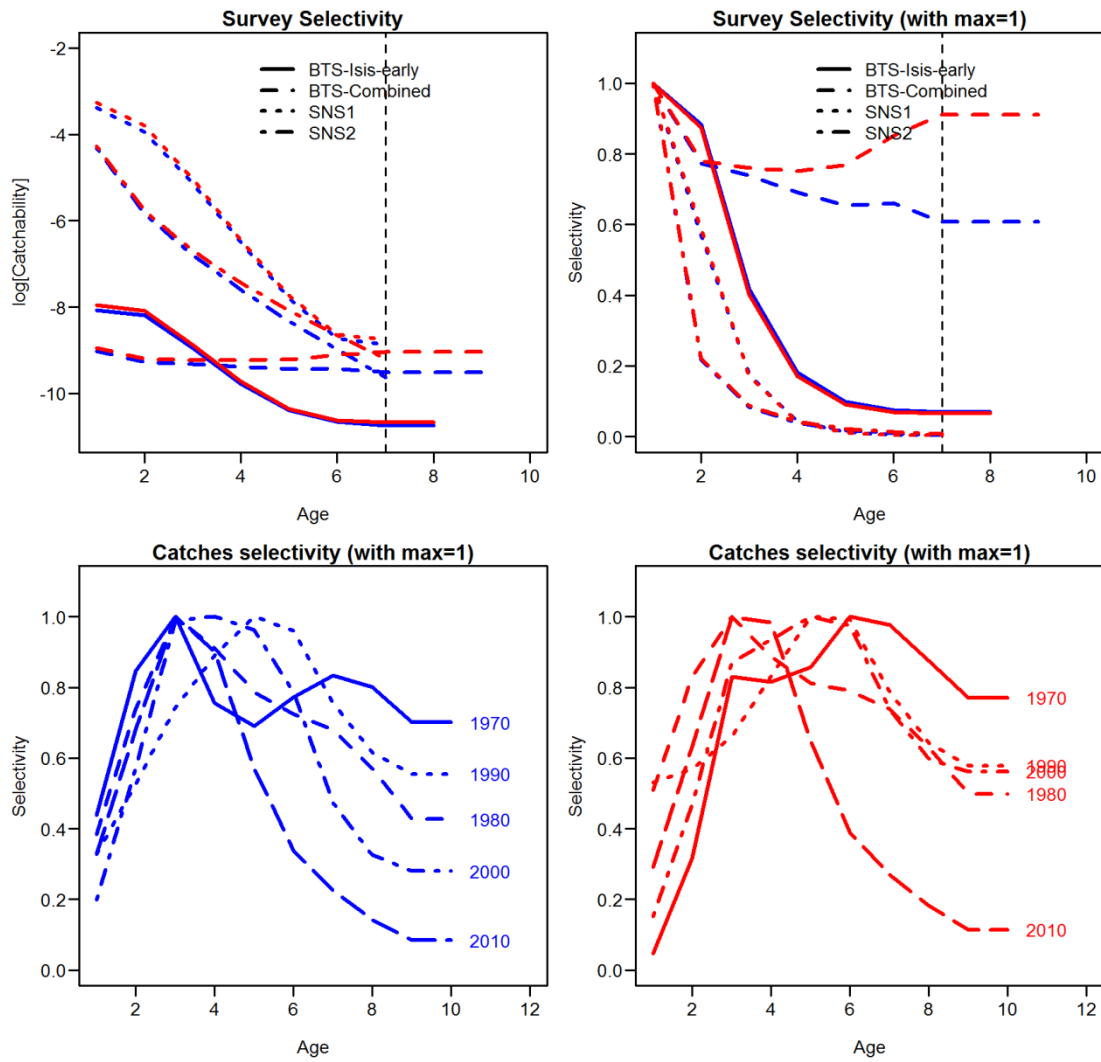 Survey Selectivity
-2
-4
-6
-8
-10
log[Catchability]
BTS-Isis-early
BTS-Combined
SNS1
SNS2
2
4
6
8
10
Age
Survey Selectivity (with max=1)
1.0
0.8
0.6
0.4
0.2
0.0
Selectivity
BTS-Isis-early
BTS-Combined
SNS1
SNS2
2
4
6
8
10
Age
Catches selectivity (with max=1)
1.0
0.8
0.6
0.4
0.2
0.0
Selectivity
1970
1990
1980
2000
2010
2
4
6
8
10
12
Age
Catches selectivity (with max=1)
1.0
0.8
0.6
0.4
0.2
0.0
Selectivity
1970
1990
2000
1980
2010
2
4
6
8
10
12
Age